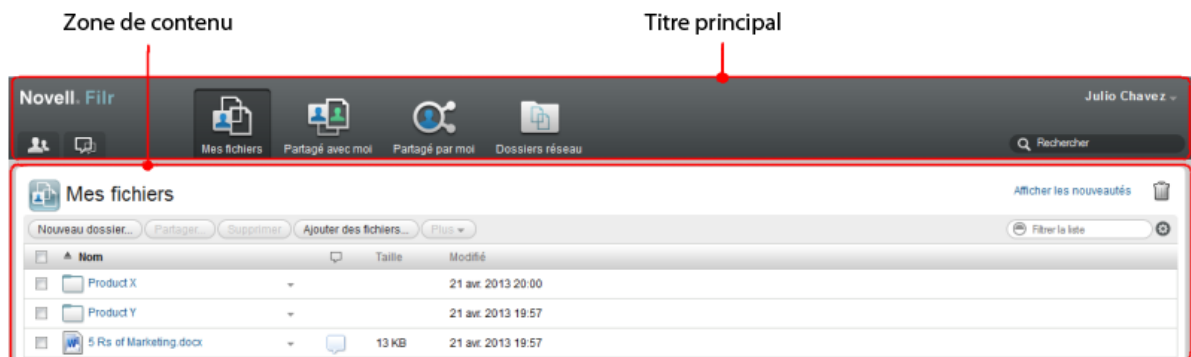 Zone de contenu
Titre principal
Novell. Filr
Julio Chavez
Mes fichiers
Partagé avec moi
Partagé par moi
Dossiers réseau
Rechercher
Mes fichiers
Afficher les nouveautés
Nouveau dossier...
Partager...
Supprimer
Ajouter des fichiers...
Plus
Filtrer la liste
Nom
Taille
Modifié
Product X
21 avr. 2013 20:00
Product Y
21 avr. 2013 19:57
5 Rs of Marketing.docx
13 KB
21 avr. 2013 19:57